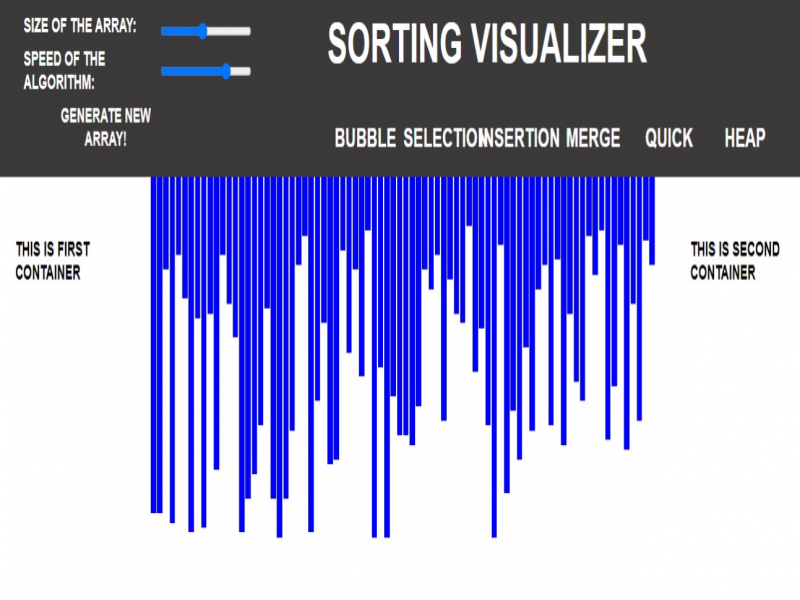 SIZE OF THE ARRAY:
SPEED OF THE
ALGORITHM:
GENERATE NEW
ARRAY!
SORTING VISUALIZER
BUBBLE SELECTION INSERTION MERGE QUICK HEAP
THIS IS FIRST
CONTAINER
THIS IS SECOND
CONTAINER